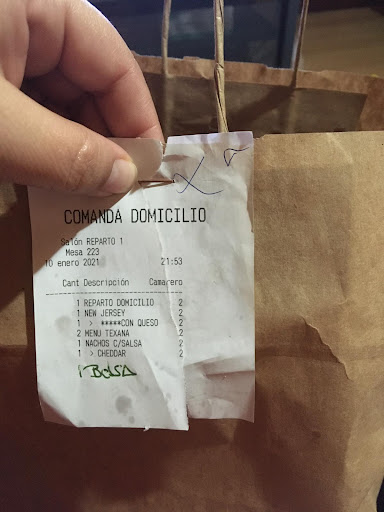 COMANDA DOMICILIO
Salón REPARTO 1
Mesa 223
10 enero 2021 21:53
Cant Descripción Camarero
1 REPARTO DOMICILIO 2
1 NEW JERSEY 2
1 > *****CON QUESO 2
2 MENU TEXANA 2
1 NACHOS C/SALSA 2
1 > CHEDDAR 2
1 BOLSA